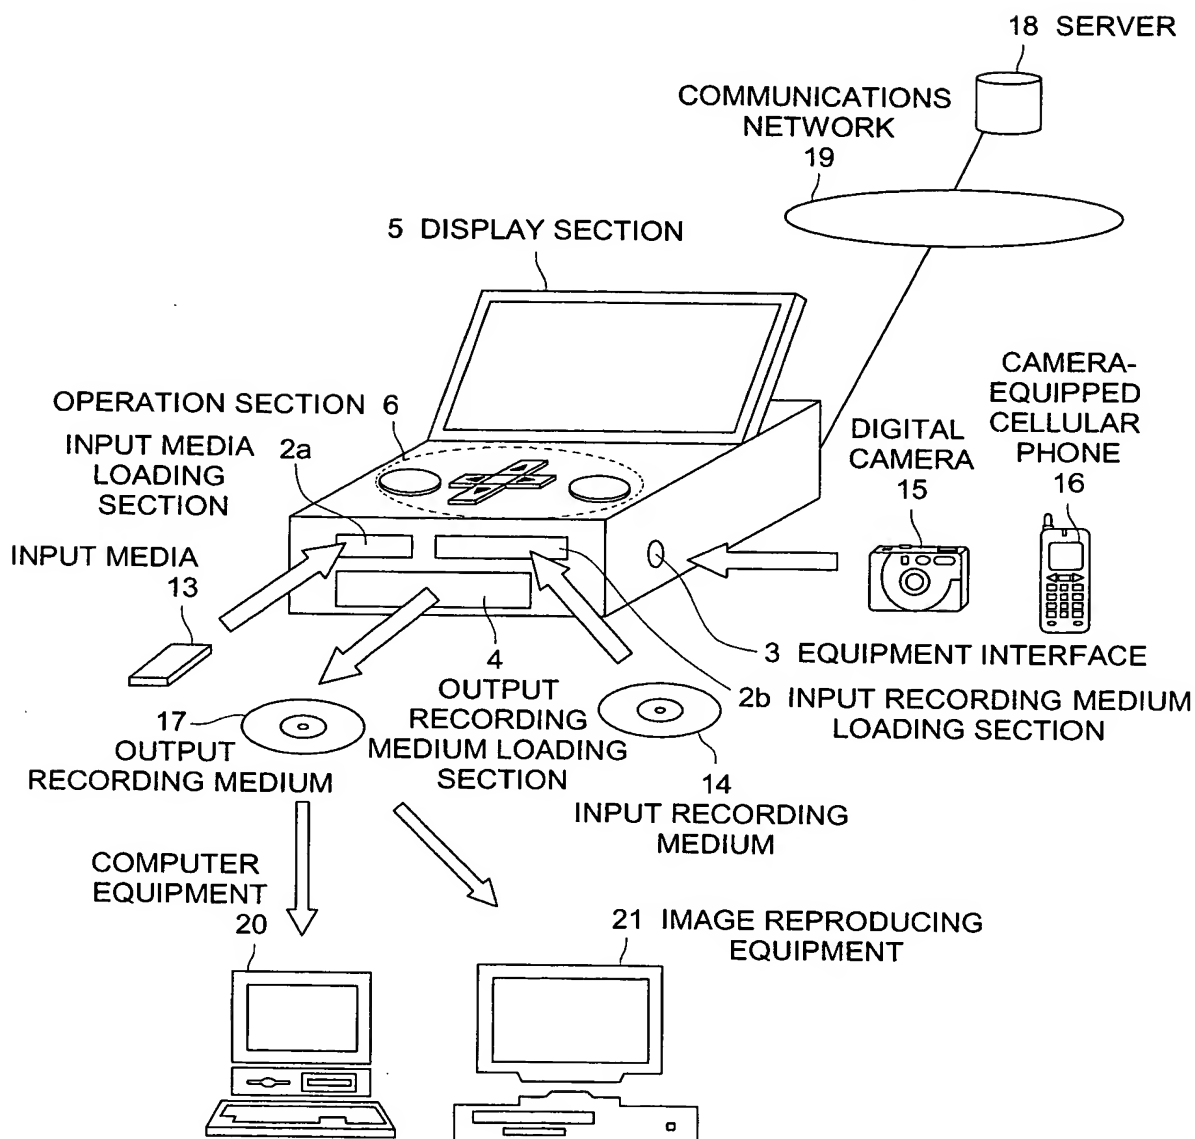 18 SERVER
COMMUNICATIONS
NETWORK
19
5 DISPLAY SECTION
OPERATION SECTION 6
INPUT MEDIA
LOADING
SECTION
2a
INPUT MEDIA
13
CAMERA-
EQUIPPED
CELLULAR
PHONE
16
DIGITAL
CAMERA
15
3 EQUIPMENT INTERFACE
2b INPUT RECORDING MEDIUM
LOADING SECTION
4
OUTPUT
RECORDING
MEDIUM LOADING
SECTION
17
OUTPUT
RECORDING MEDIUM
14
INPUT RECORDING
MEDIUM
COMPUTER
EQUIPMENT
20
21 IMAGE REPRODUCING
EQUIPMENT